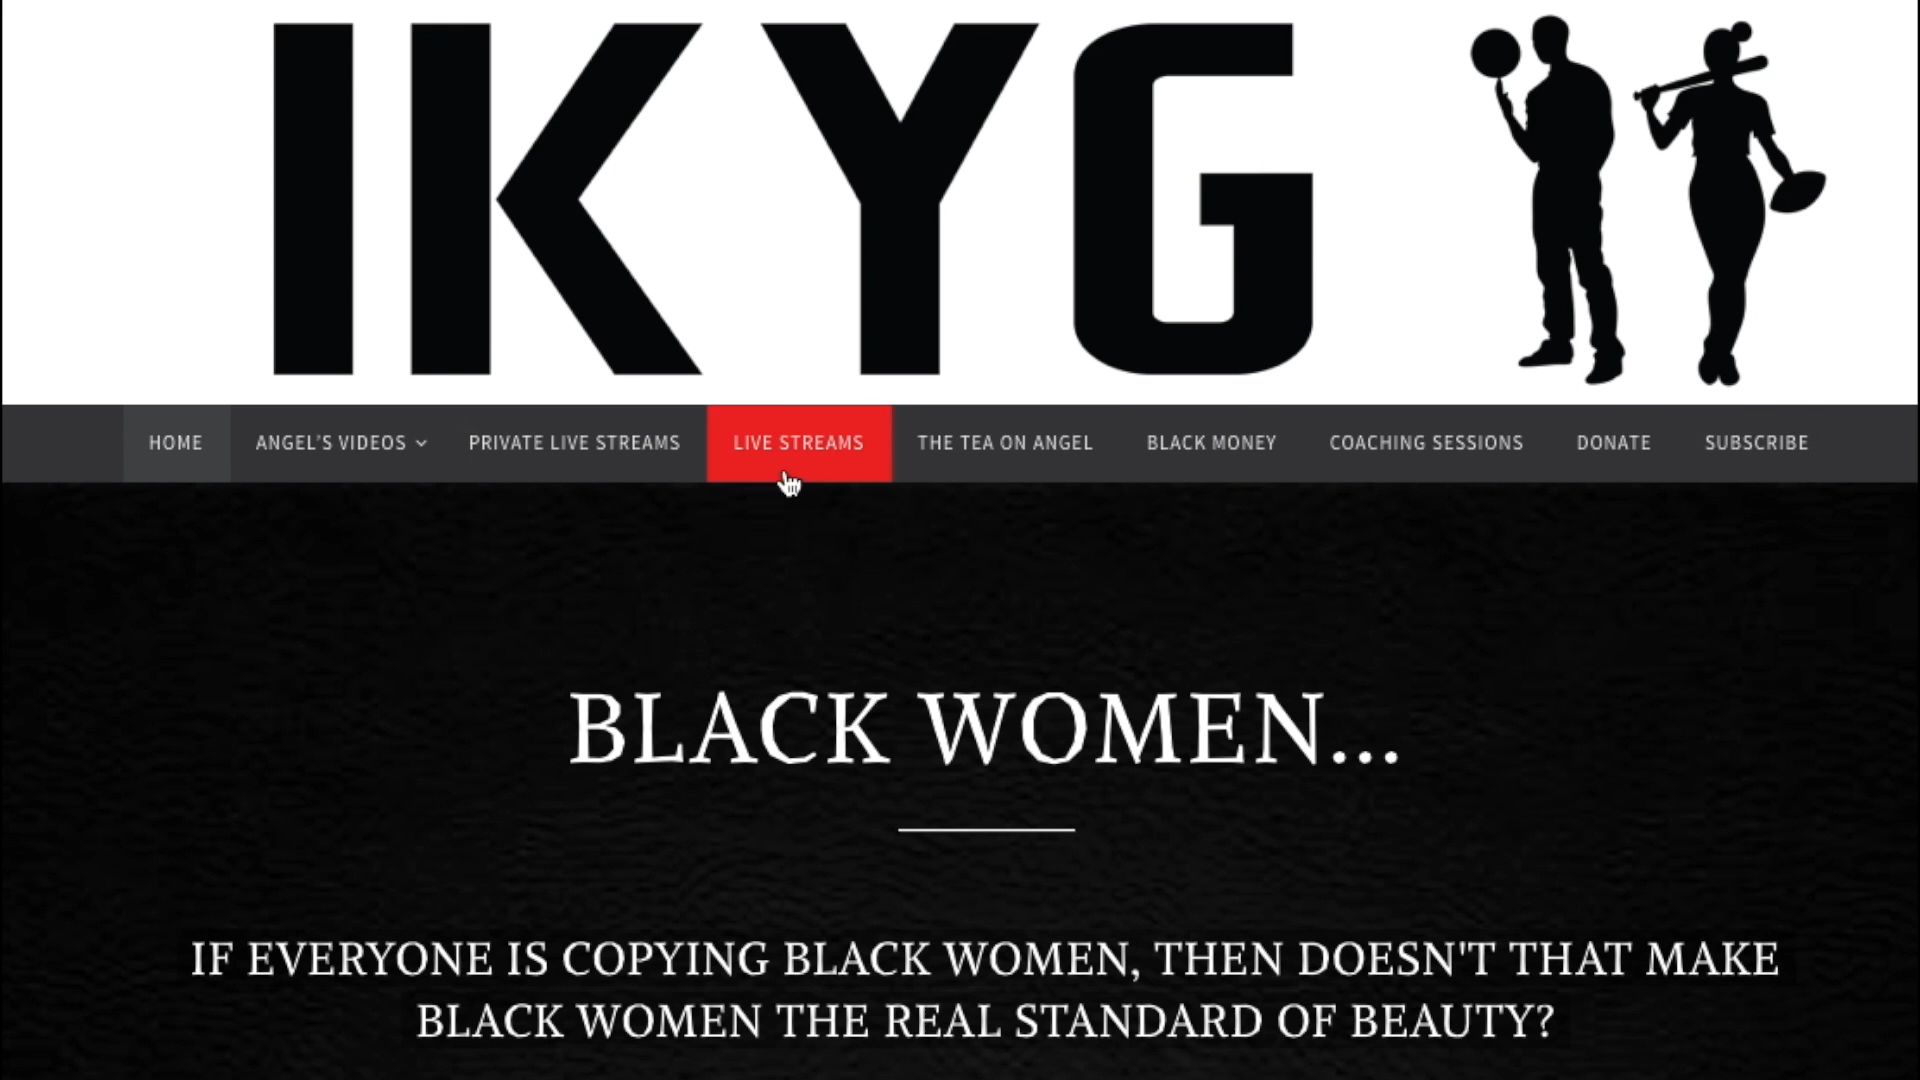 IKYG
HOME ANGEL'S VIDEOS PRIVATE LIVE STREAMS LIVE STREAMS THE TEA ON ANGEL BLACK MONEY COACHING SESSIONS DONATE SUBSCRIBE
BLACK WOMEN...
IF EVERYONE IS COPYING BLACK WOMEN, THEN DOESN'T THAT MAKE
BLACK WOMEN THE REAL STANDARD OF BEAUTY?